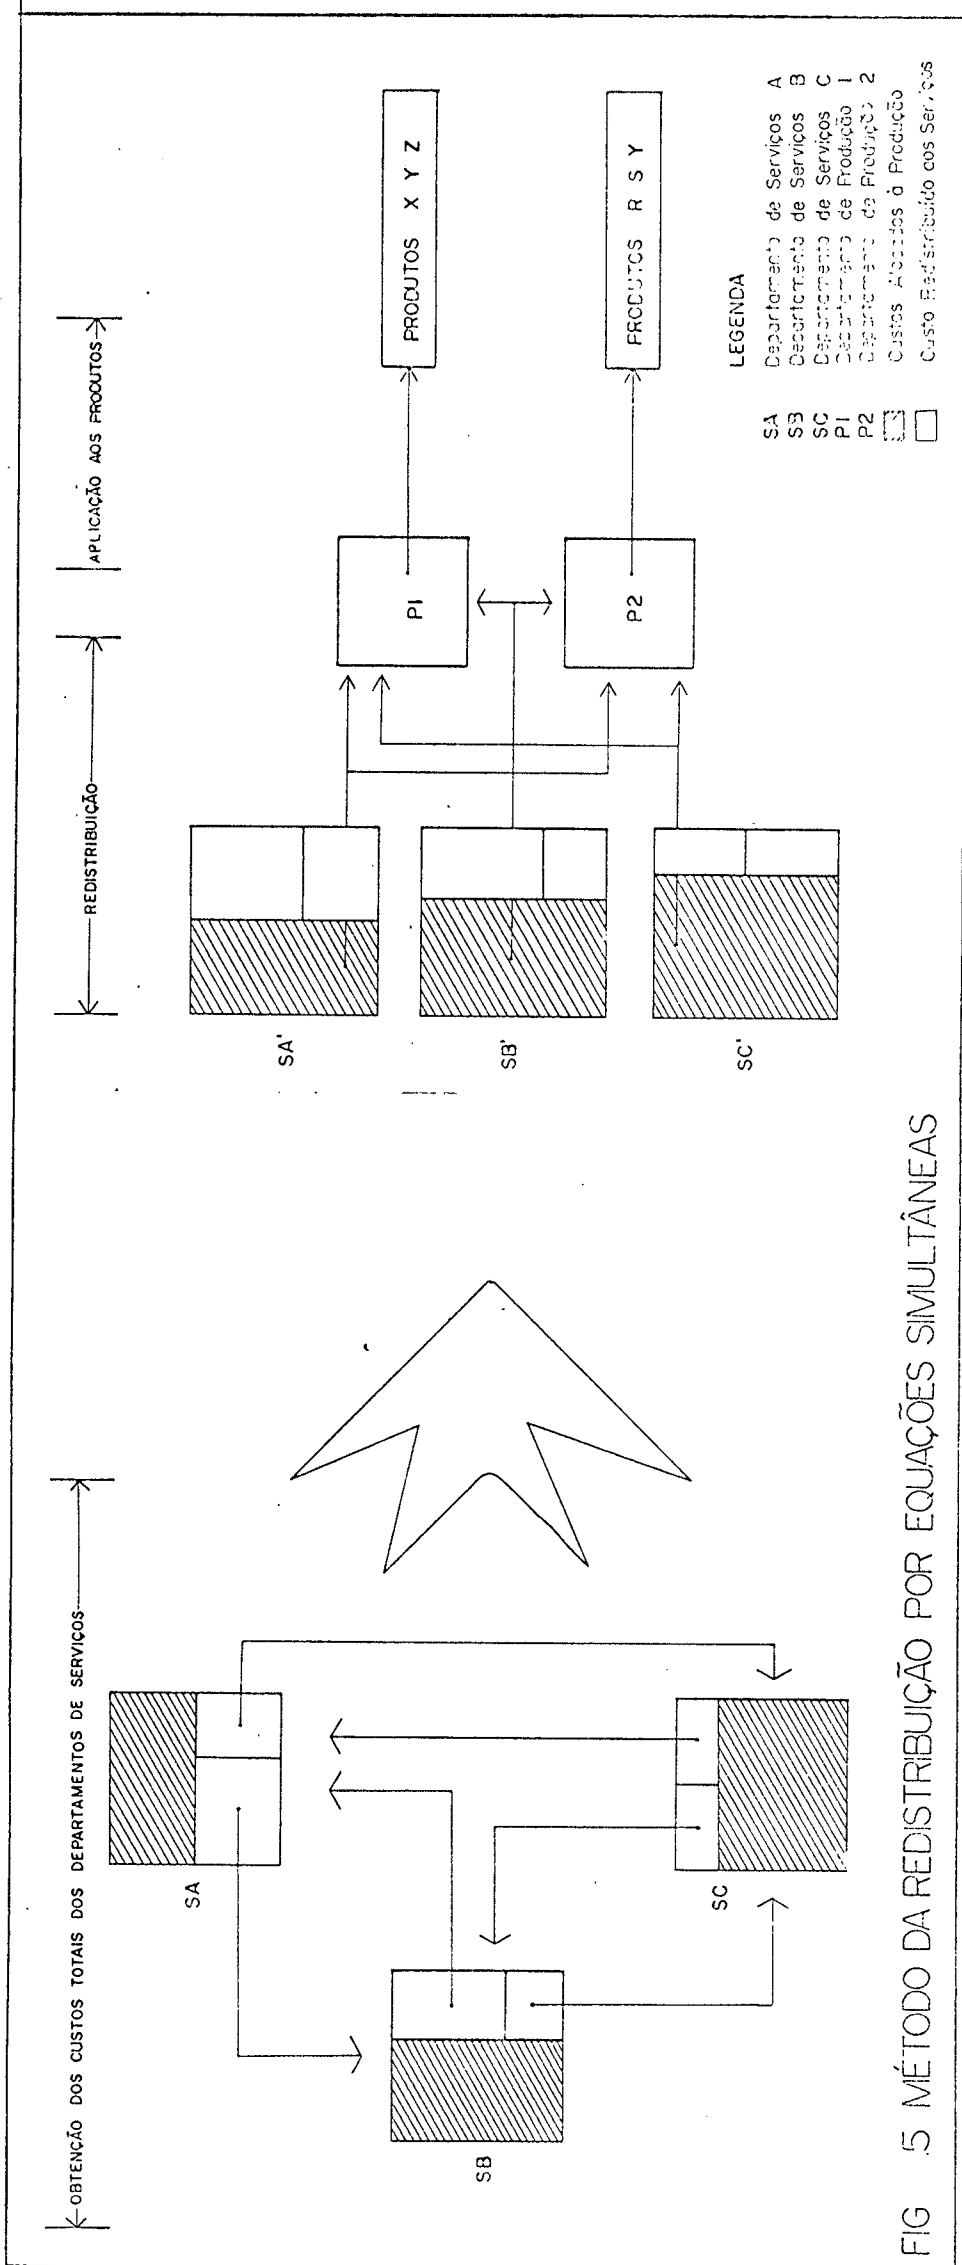 OBTENÇÃO DOS CUSTOS TOTAIS DOS DEPARTAMENTOS DE SERVIÇOS
REDISTRIBUIÇÃO
APLICAÇÃO AOS PRODUTOS
SA
SB
SC
SA'
SB'
SC'
P1
P2
PRODUTOS X Y Z
PRODUTOS R S Y
LEGENDA
SA Departamento de Serviços A
SB Departamento de Serviços B
SC Departamento de Serviços C
P1 Departamento de Produção 1
P2 Departamento de Produção 2
Custos Alocados à Produção
Custo Redistribuído aos Serviços
FIG .5 MÉTODO DA REDISTRIBUIÇÃO POR EQUAÇÕES SIMULTÂNEAS